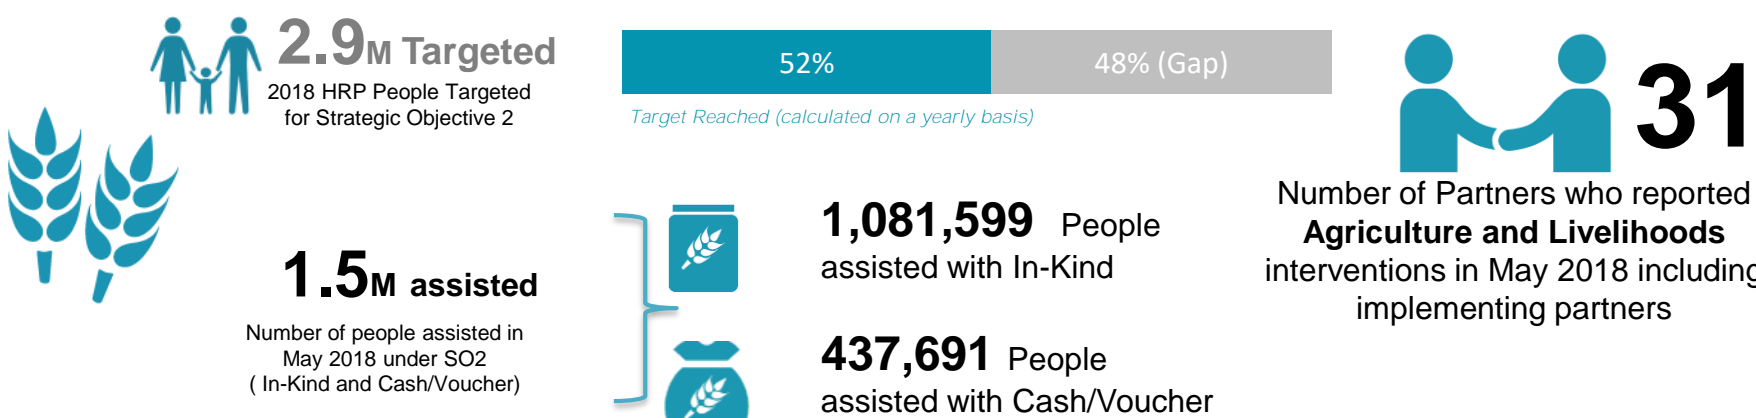 2.9M Targeted
2018 HRP People Targeted
for Strategic Objective 2
52%
48% (Gap)
Target Reached (calculated on a yearly basis)
31
Number of Partners who reported
Agriculture and Livelihoods
interventions in May 2018 including
implementing partners
1.5M assisted
Number of people assisted in
May 2018 under SO2
( In-Kind and Cash/Voucher)
1,081,599 People
assisted with In-Kind
437,691 People
assisted with Cash/Voucher